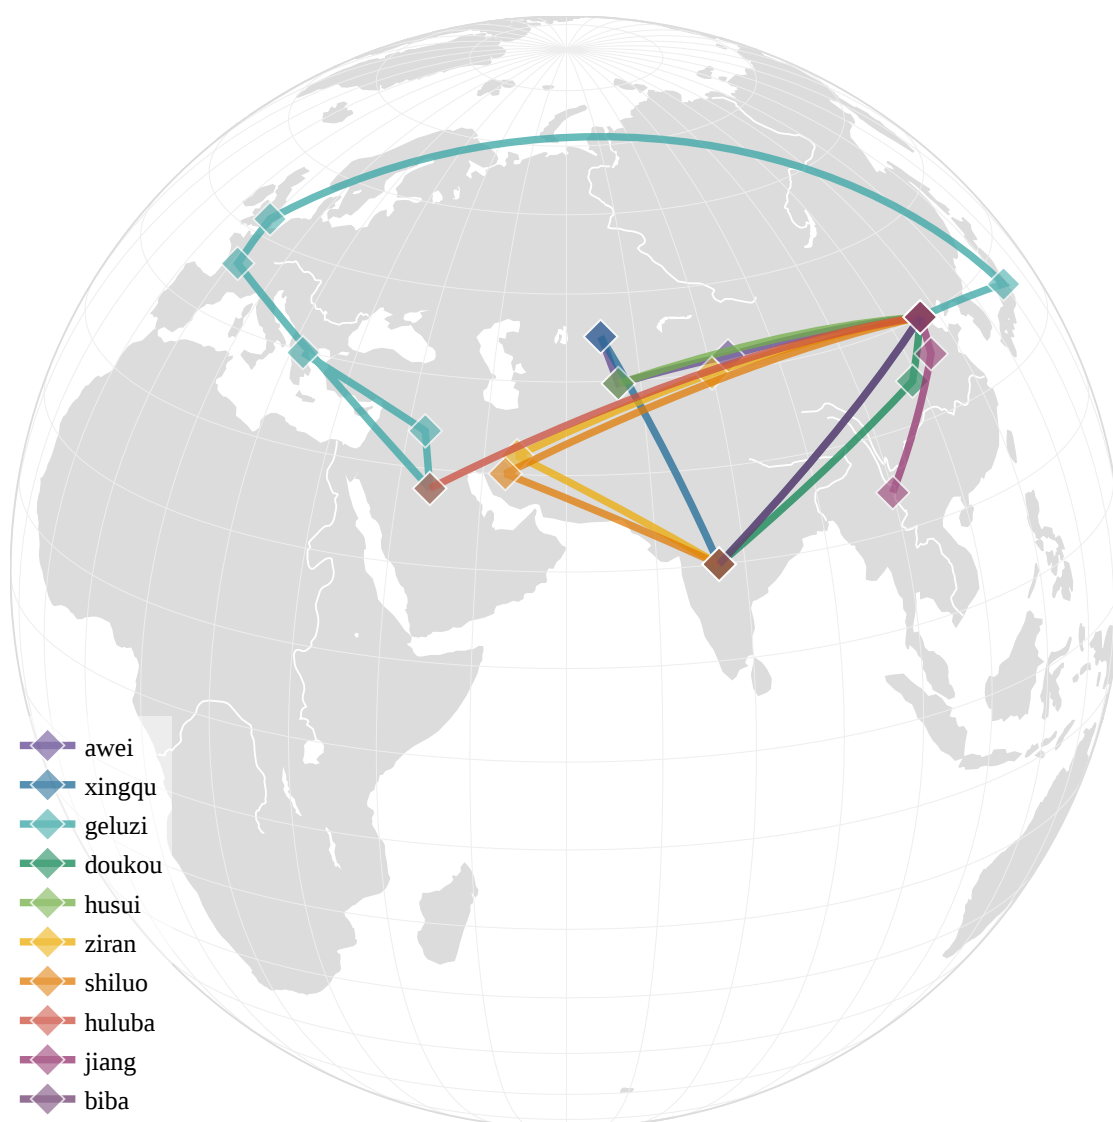 awei
xingqu
geluzi
doukou
husui
ziran
shiluo
huluba
jiang
biba